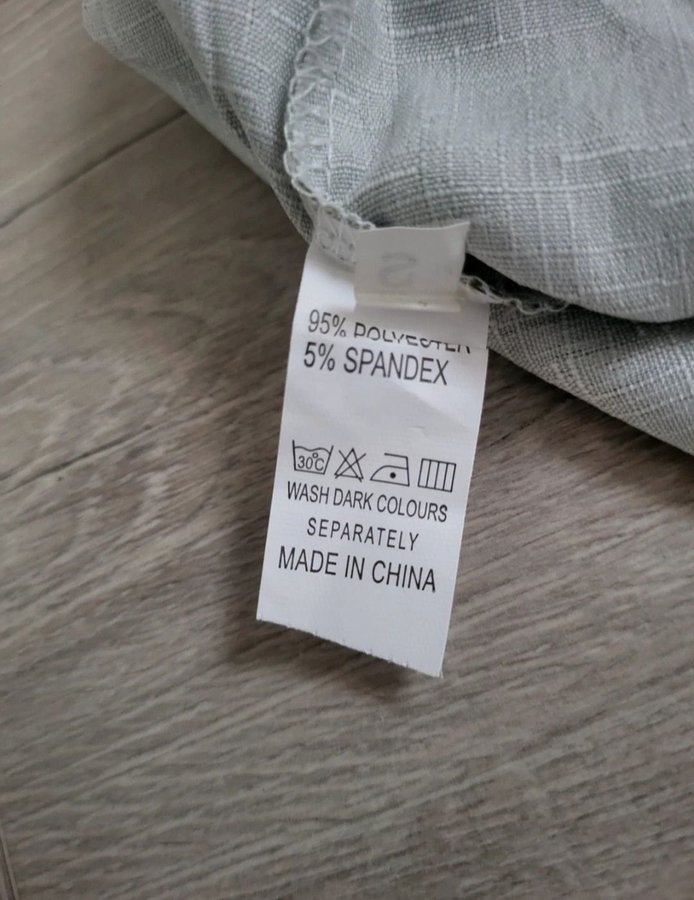 S
95% POLYESTER
5% SPANDEX
30°C
WASH DARK COLOURS
SEPARATELY
MADE IN CHINA